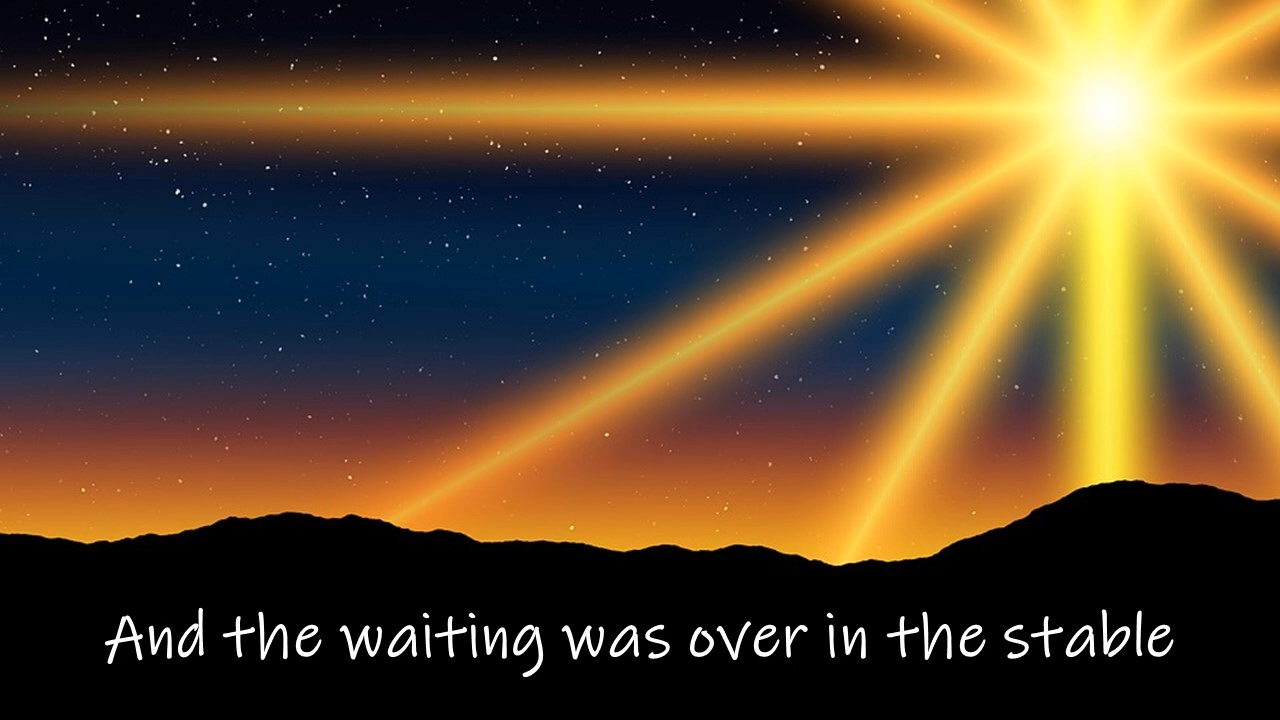 And the waiting was over in the stable